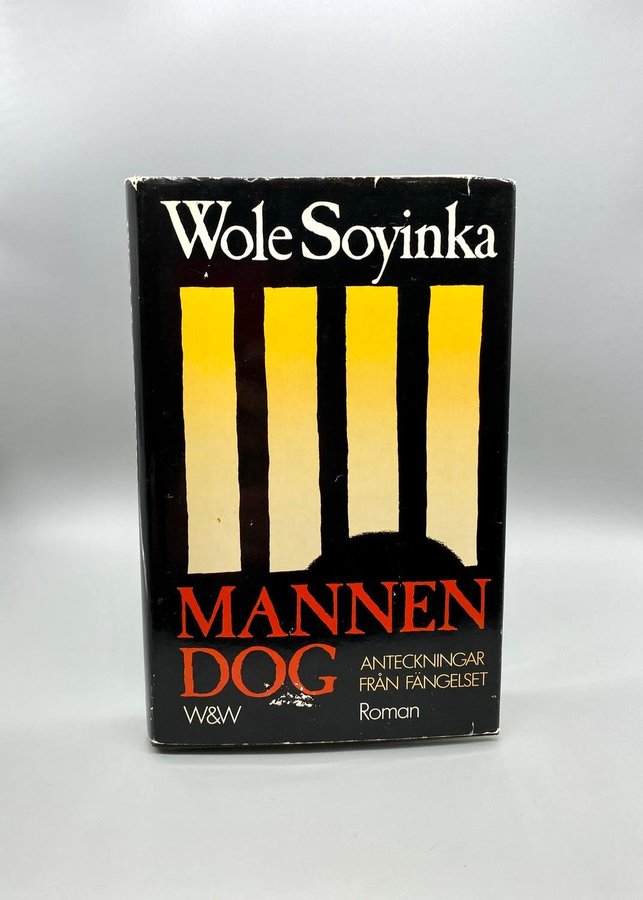 Wole Soyinka
MANNEN
DOG
ANTECKNINGAR
FRÅN FÄNGELSET
W&W
Roman